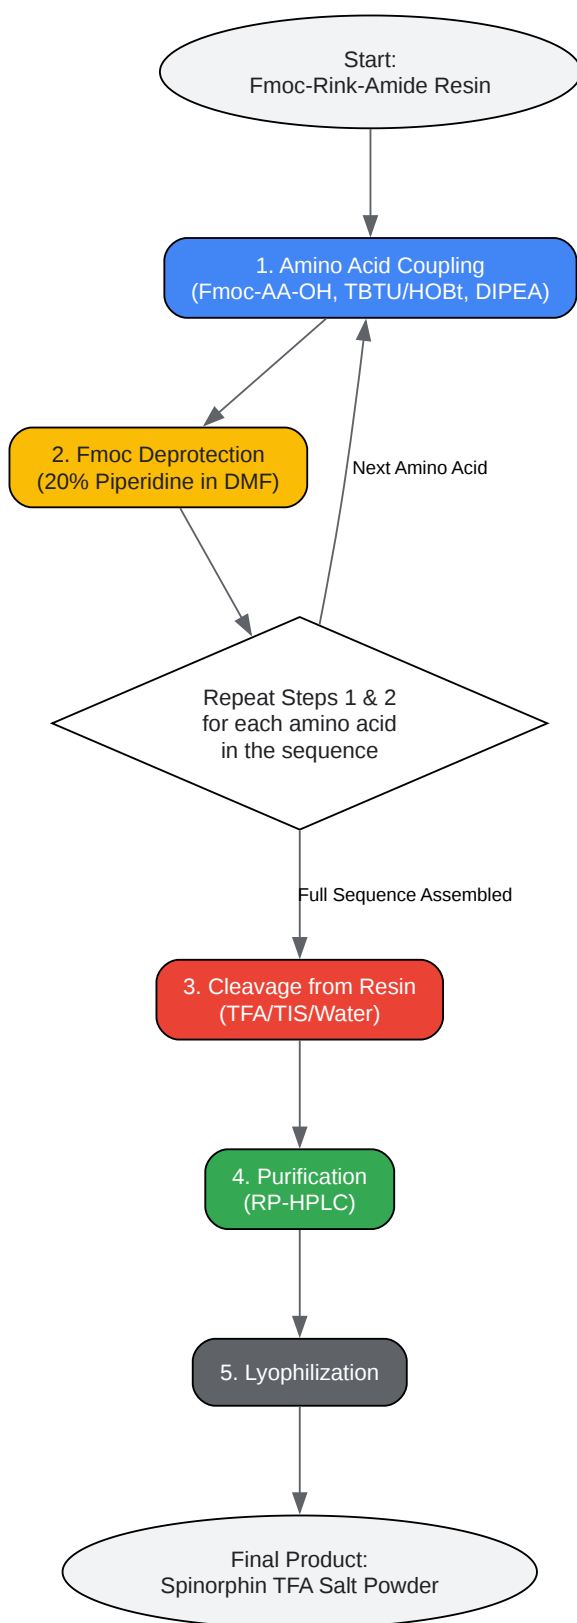 Start:
Fmoc-Rink-Amide Resin
1. Amino Acid Coupling
(Fmoc-AA-OH, TBTU/HOBt, DIPEA)
2. Fmoc Deprotection
(20% Piperidine in DMF)
Next Amino Acid
Repeat Steps 1 & 2
for each amino acid
in the sequence
Full Sequence Assembled
3. Cleavage from Resin
(TFA/TIS/Water)
4. Purification
(RP-HPLC)
5. Lyophilization
Final Product:
Spinorphin TFA Salt Powder